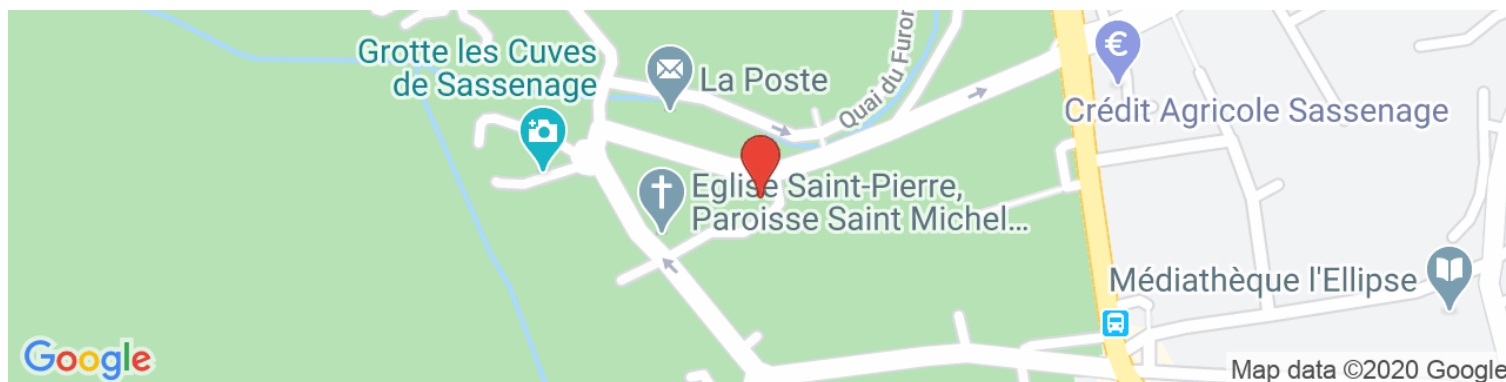 Grotte les Cuves
de Sassenage
La Poste
Quai du Furon
€
Crédit Agricole Sassenage
Eglise Saint-Pierre,
Paroisse Saint Michel...
Médiathèque l'Ellipse
Google
Map data ©2020 Google